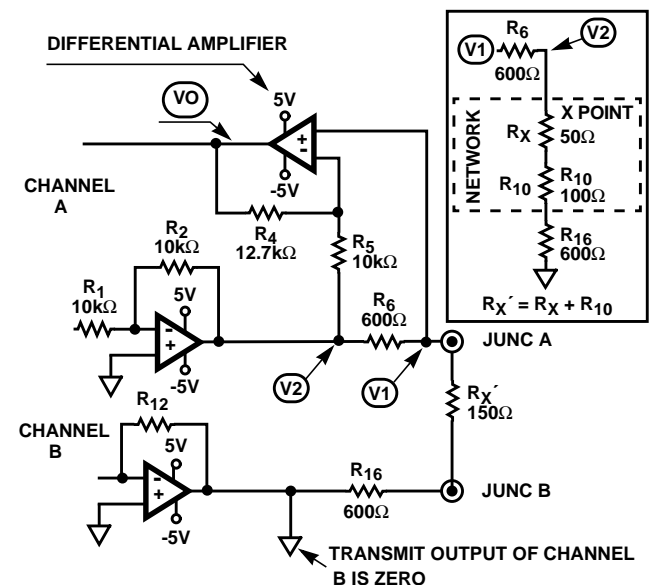 DIFFERENTIAL AMPLIFIER
VO
5V
+
-
-5V
CHANNEL
A
R4
12.7kΩ
R5
10kΩ
R2
10kΩ
R1
10kΩ
5V
-
+
-5V
R6
600Ω
V2
V1
JUNC A
RX´
150Ω
CHANNEL
B
R12
5V
-
+
-5V
R16
600Ω
JUNC B
TRANSMIT OUTPUT OF CHANNEL
B IS ZERO
R6
V1
V2
600Ω
NETWORK
X POINT
RX
50Ω
R10
R10
100Ω
R16
600Ω
RX´ = RX + R10